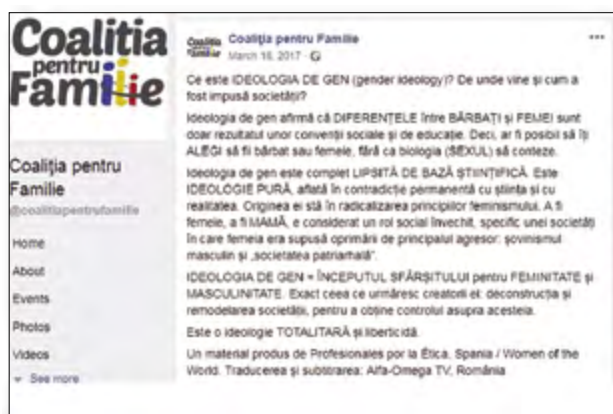 Coaliția
pentru
Familie
Coaliția pentru
Familie
@coalitiapentrufamilie
Home
About
Events
Photos
Videos
See more
Coaliția pentru Familie
March 16, 2017
Ce este IDEOLOGIA DE GEN (gender ideology)? De unde vine și cum a
fost impusă societății?
Ideologia de gen afirmă că DIFERENȚELE între BĂRBAȚI și FEMEI sunt
doar rezultatul unor convenții sociale și de educație. Deci, ar fi posibil să îți
ALEGI să fii bărbat sau femeie, fără ca biologia (SEXUL) să conteze.
Ideologia de gen este complet LIPSITĂ DE BAZĂ ȘTIINȚIFICĂ. Este
IDEOLOGIE PURĂ, aflată în contradicție permanentă cu știința și cu
realitatea. Originea ei stă în radicalizarea principiilor feminismului. A fi
femeie, a fi MAMĂ, e considerat un rol social învechit, specific unei societăți
în care femeia era supusă oprimării de principalul agresor: șovinismul
masculin și „societatea patriarhală".
IDEOLOGIA DE GEN = ÎNCEPUTUL SFÂRȘITULUI pentru FEMINITATE și
MASCULINITATE. Exact ceea ce urmăresc creatorii ei: deconstrucția și
remodelarea societății, pentru a obține controlul asupra acesteia.
Este o ideologie TOTALITARĂ și liberticidă.
Un material produs de Profesionales por la Ética, Spania / Women of the
World. Traducerea și subtitrarea: Alfa-Omega TV, România